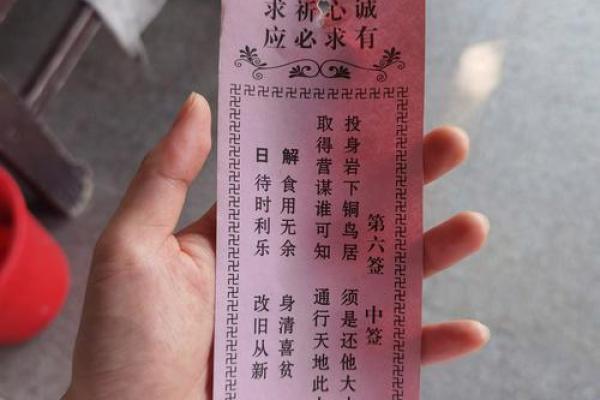 诚心祈求
有求必应
第六签 中签
投身岩下铜鸟居 须是还他大
取得营谋谁可知 通行天地此
解 食用无余 身清喜贫
日 待时利乐 改旧从新